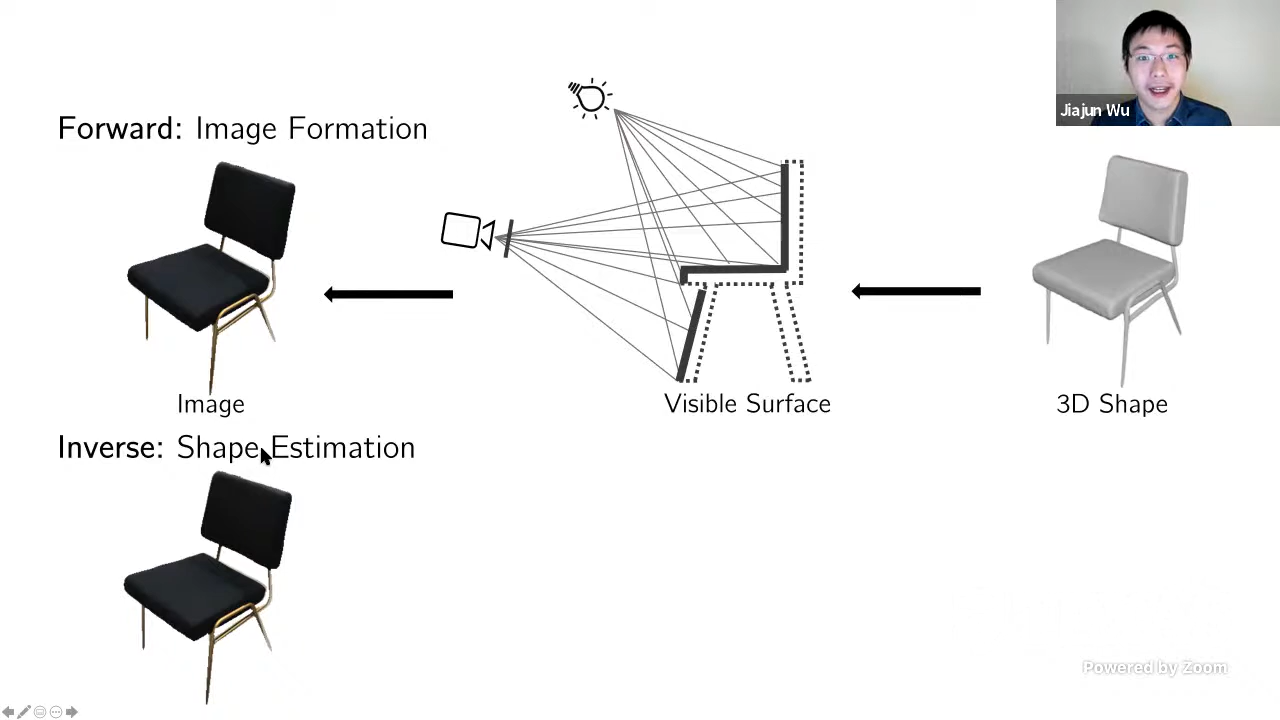 Jiajun Wu
Forward: Image Formation
Image
Visible Surface
3D Shape
Inverse: Shape Estimation
Powered by Zoom